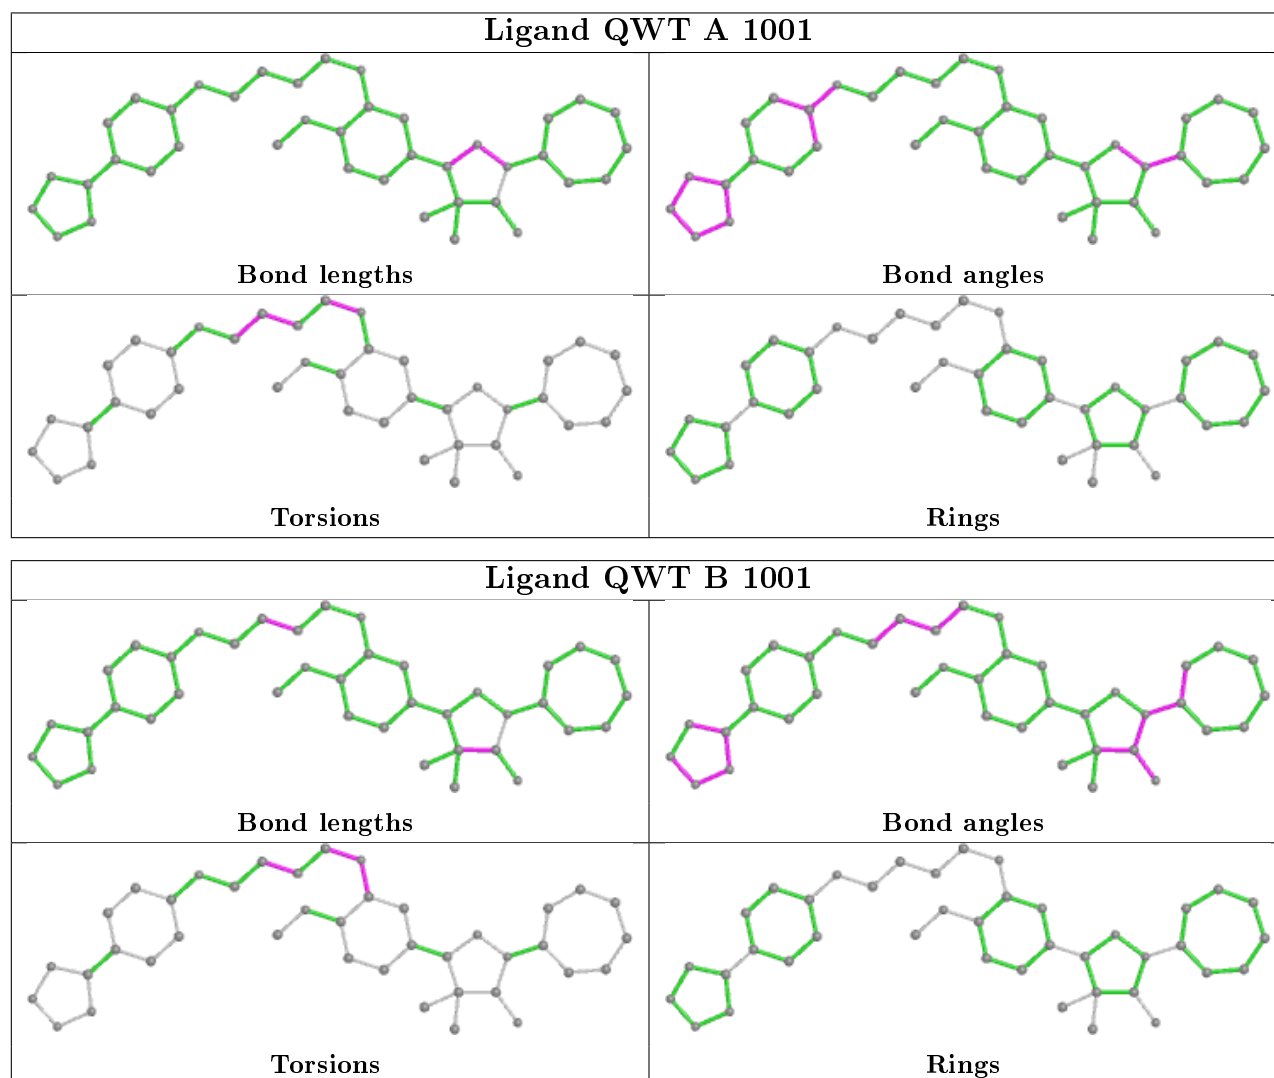 Ligand QWT A 1001
Bond lengths
Bond angles
Torsions
Rings
Ligand QWT B 1001
Bond lengths
Bond angles
Torsions
Rings